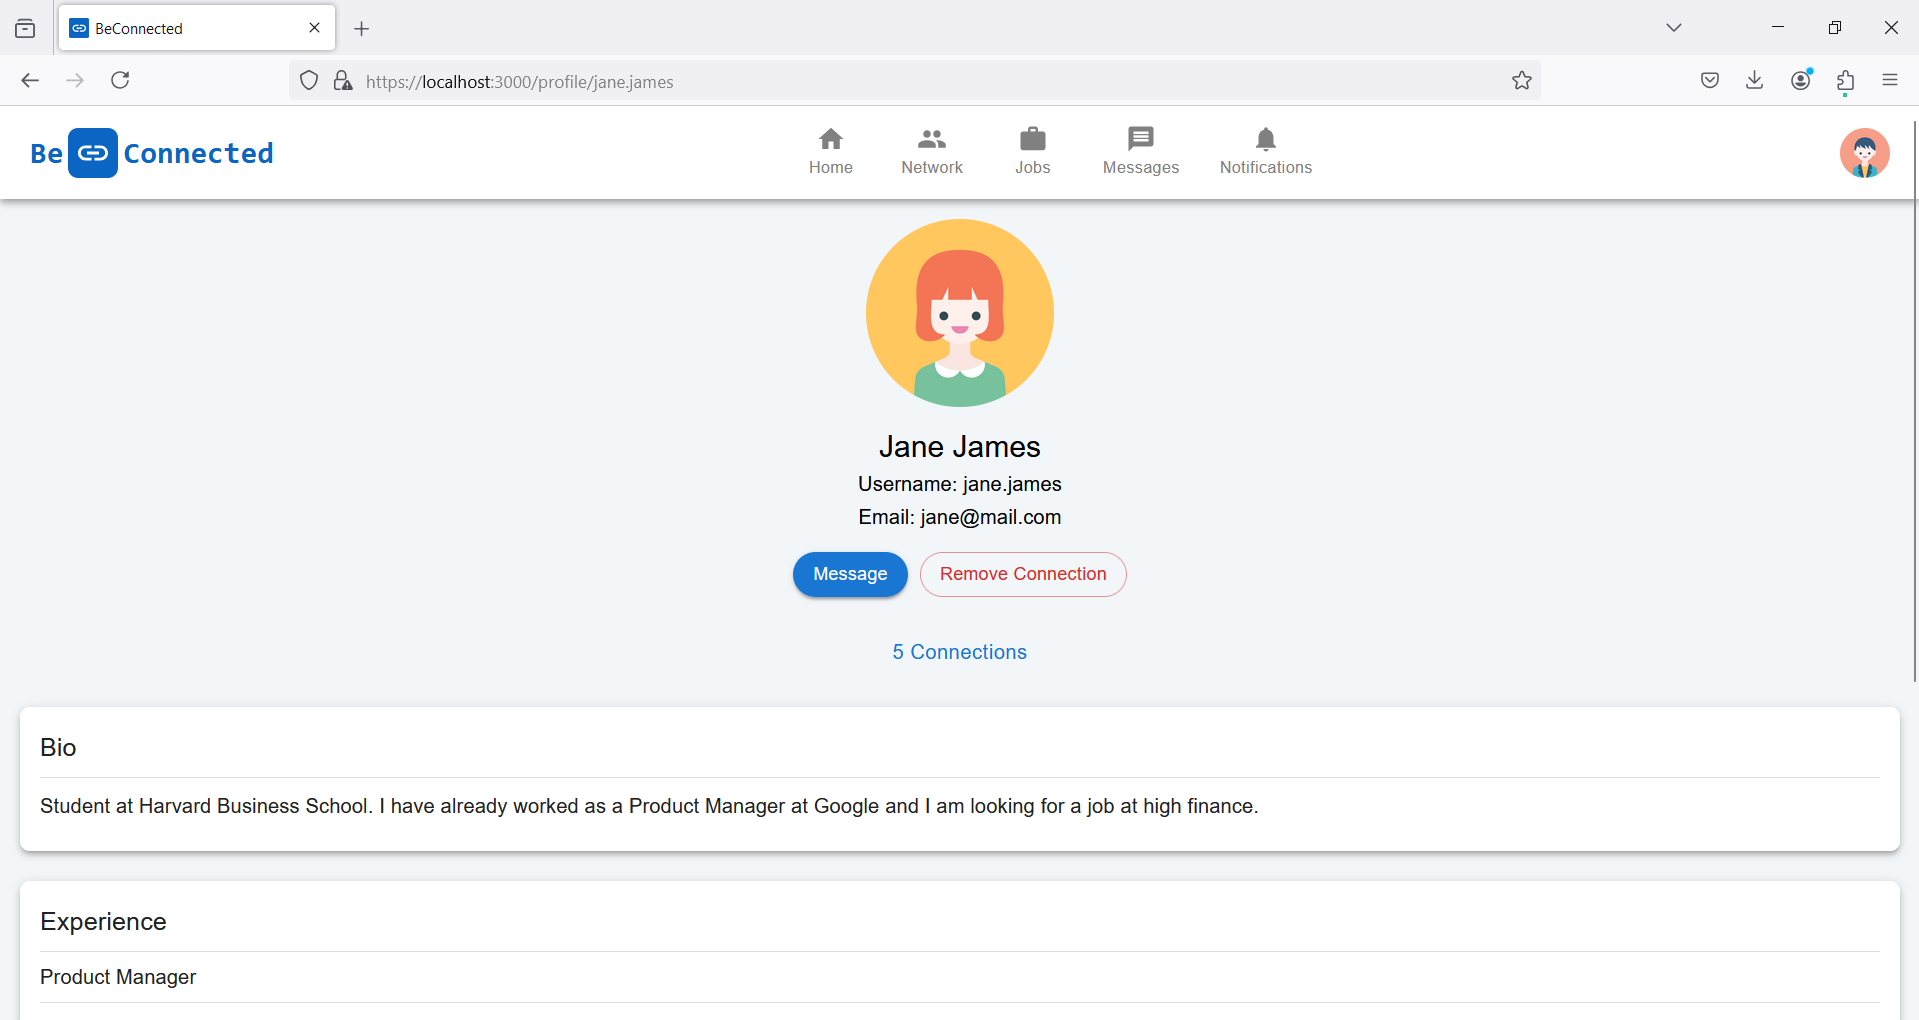 BeConnected
https://localhost:3000/profile/jane.james
Be Connected
Home
Network
Jobs
Messages
Notifications
Jane James
Username: jane.james
Email: jane@mail.com
Message
Remove Connection
5 Connections
Bio
Student at Harvard Business School. I have already worked as a Product Manager at Google and I am looking for a job at high finance.
Experience
Product Manager